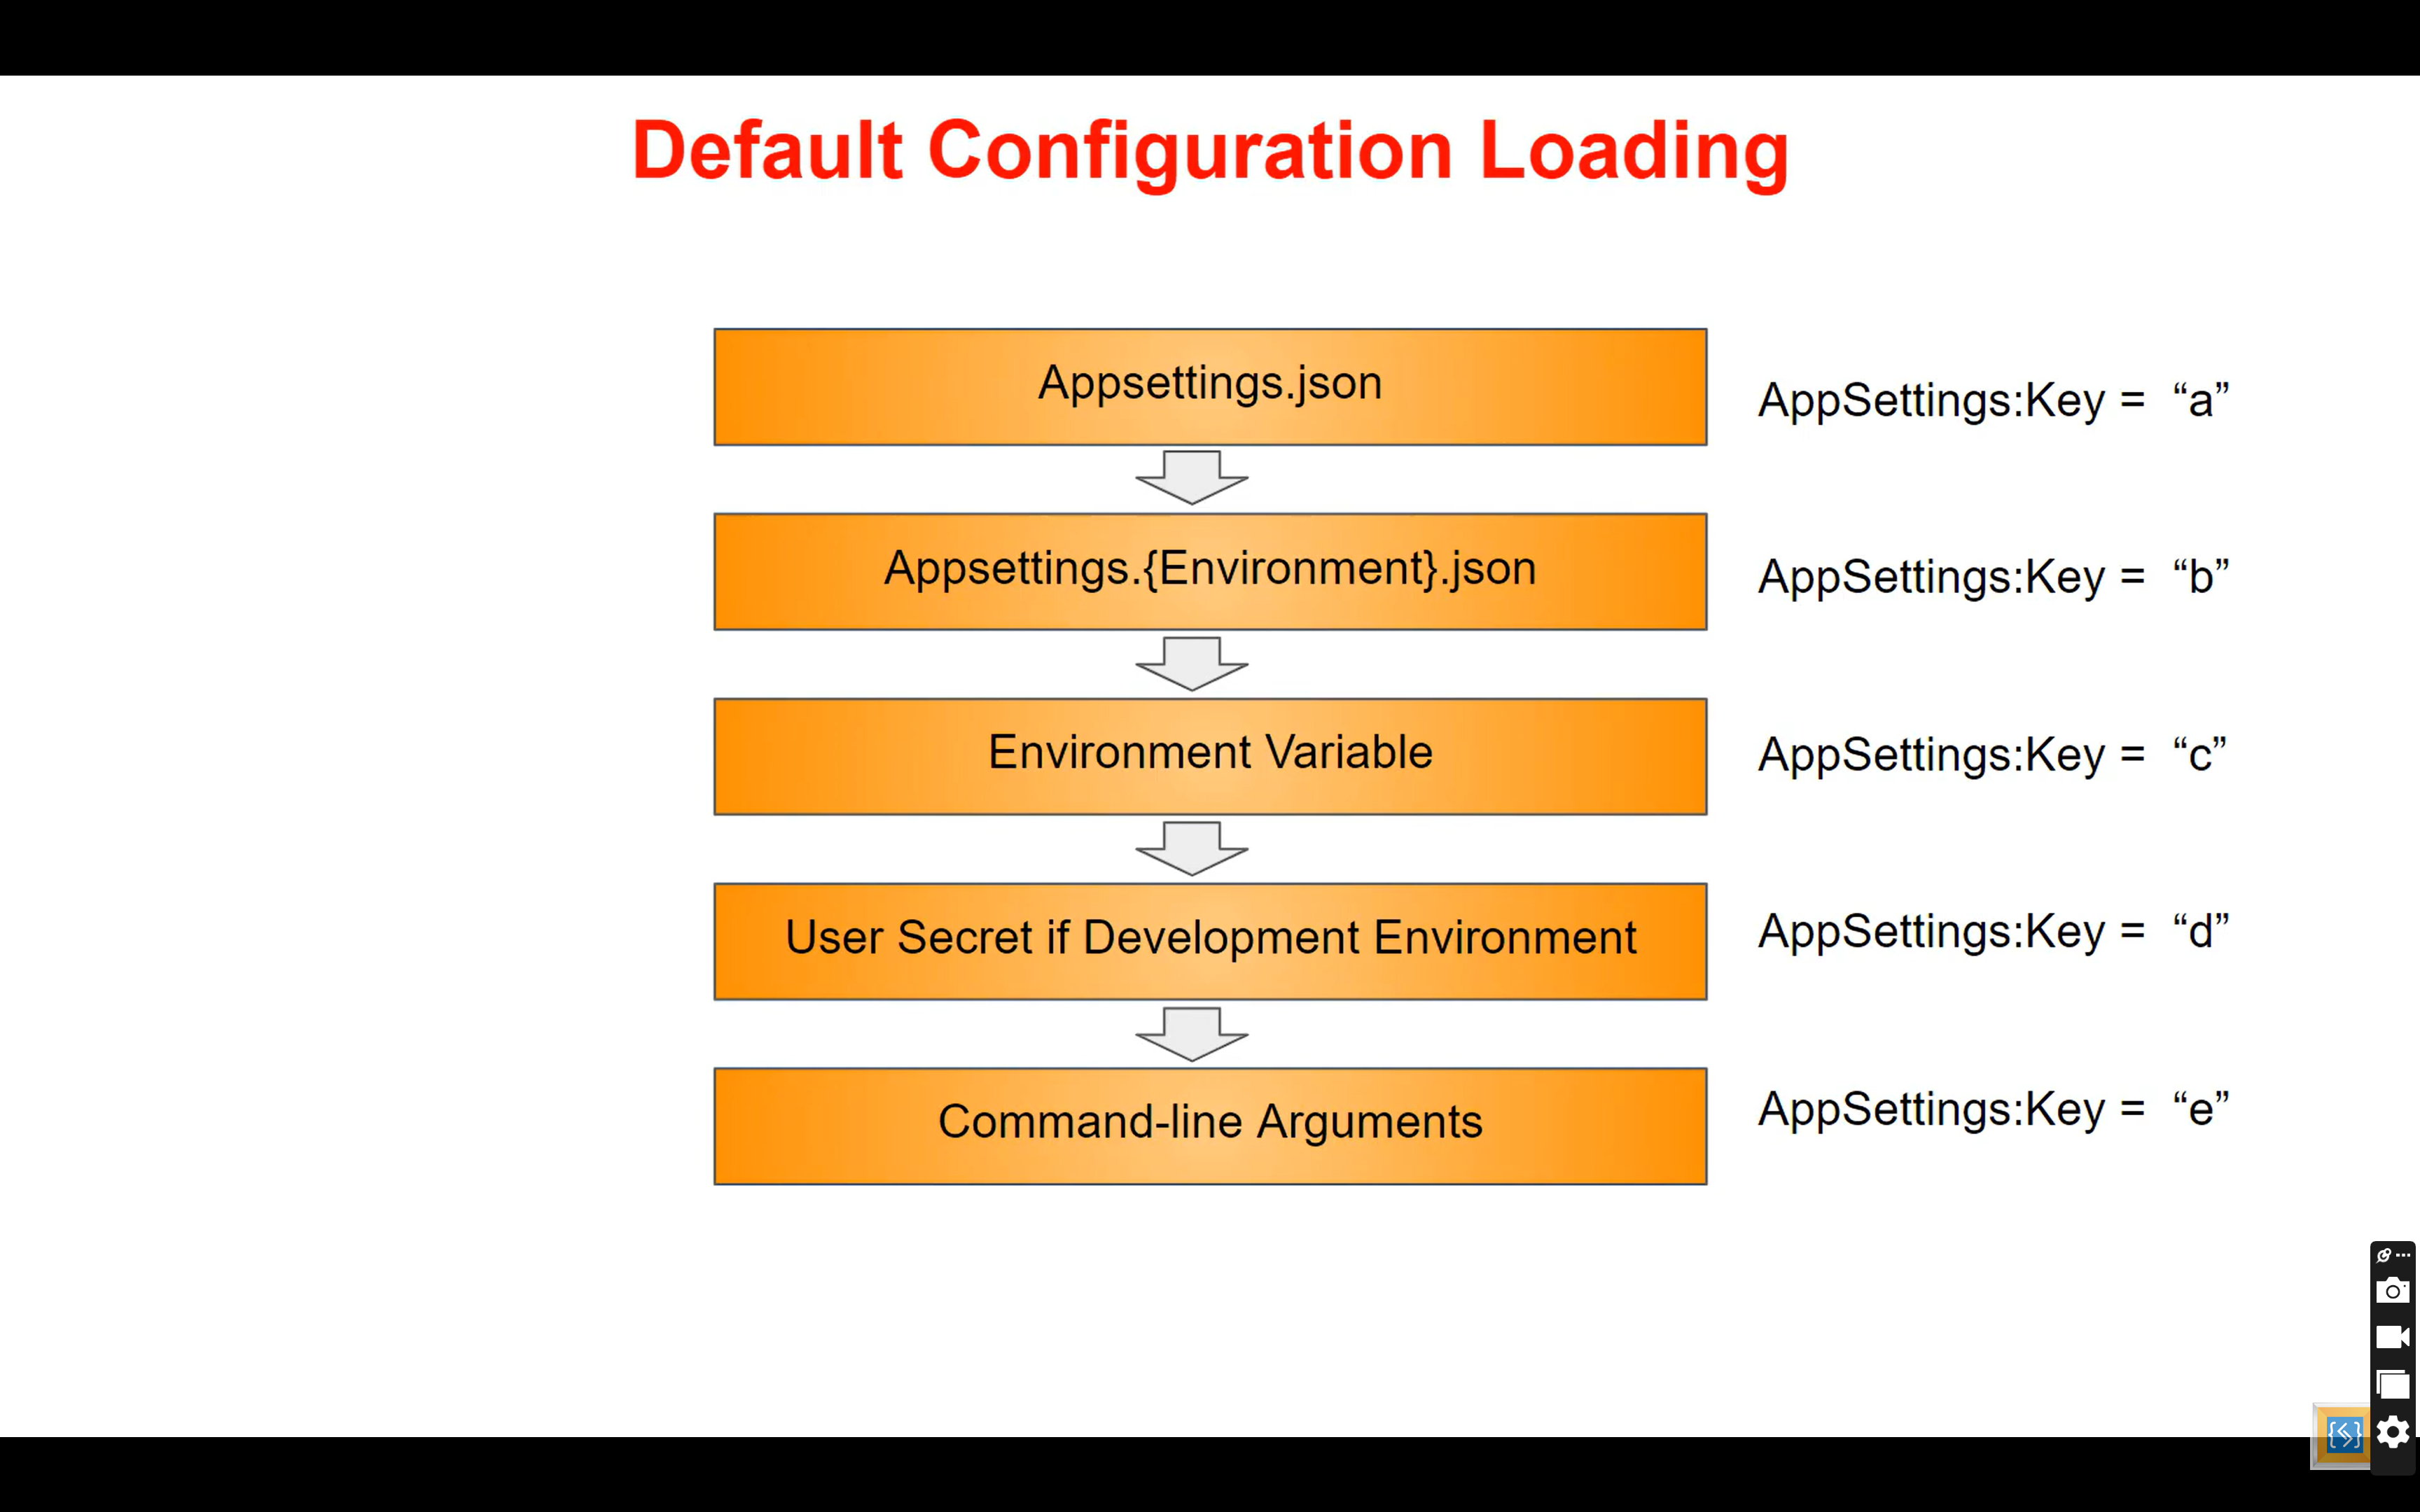 Default Configuration Loading
Appsettings.json
AppSettings:Key = “a”
Appsettings.{Environment}.json
AppSettings:Key = “b”
Environment Variable
AppSettings:Key = “c”
User Secret if Development Environment
AppSettings:Key = “d”
Command-line Arguments
AppSettings:Key = “e”